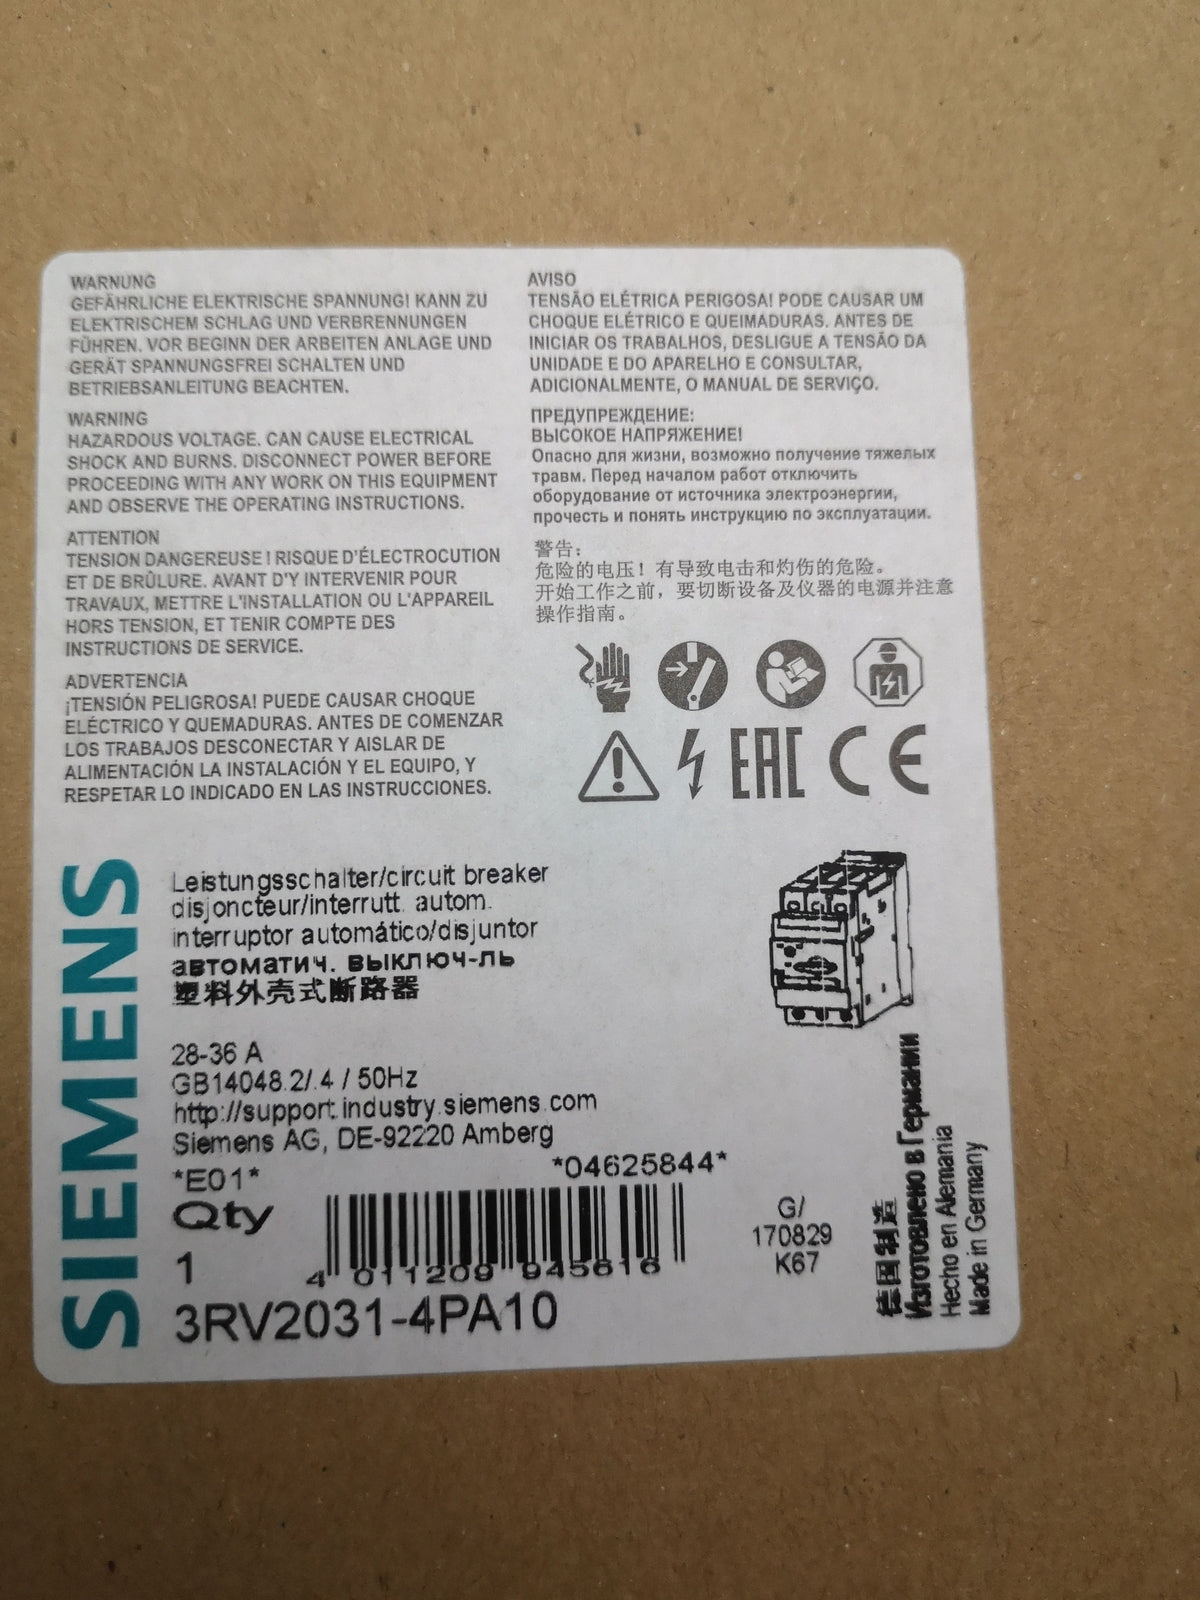 WARNUNG
GEFÄHRLICHE ELEKTRISCHE SPANNUNG! KANN ZU
ELEKTRISCHEM SCHLAG UND VERBRENNUNGEN
FÜHREN. VOR BEGINN DER ARBEITEN ANLAGE UND
GERÄT SPANNUNGSFREI SCHALTEN UND
BETRIEBSANLEITUNG BEACHTEN.
WARNING
HAZARDOUS VOLTAGE. CAN CAUSE ELECTRICAL
SHOCK AND BURNS. DISCONNECT POWER BEFORE
PROCEEDING WITH ANY WORK ON THIS EQUIPMENT
AND OBSERVE THE OPERATING INSTRUCTIONS.
ATTENTION
TENSION DANGEREUSE ! RISQUE D'ÉLECTROCUTION
ET DE BRÛLURE. AVANT D'Y INTERVENIR POUR
TRAVAUX, METTRE L'INSTALLATION OU L'APPAREIL
HORS TENSION, ET TENIR COMPTE DES
INSTRUCTIONS DE SERVICE.
ADVERTENCIA
¡TENSIÓN PELIGROSA! PUEDE CAUSAR CHOQUE
ELÉCTRICO Y QUEMADURAS. ANTES DE COMENZAR
LOS TRABAJOS DESCONECTAR Y AISLAR DE
ALIMENTACIÓN LA INSTALACIÓN Y EL EQUIPO, Y
RESPETAR LO INDICADO EN LAS INSTRUCCIONES.
AVISO
TENSÃO ELÉTRICA PERIGOSA! PODE CAUSAR UM
CHOQUE ELÉTRICO E QUEIMADURAS. ANTES DE
INICIAR OS TRABALHOS, DESLIGUE A TENSÃO DA
UNIDADE E DO APARELHO E CONSULTAR,
ADICIONALMENTE, O MANUAL DE SERVIÇO.
ПРЕДУПРЕЖДЕНИЕ:
ВЫСОКОЕ НАПРЯЖЕНИЕ!
Опасно для жизни, возможно получение тяжелых
травм. Перед началом работ отключить
оборудование от источника электроэнергии,
прочесть и понять инструкцию по эксплуатации.
警告:
危险的电压！有导致电击和灼伤的危险。
开始工作之前，要切断设备及仪器的电源并注意
操作指南。
EAC CE
SIEMENS
Leistungsschalter/circuit breaker
disjoncteur/interrutt. autom.
interruptor automático/disjuntor
автоматич. выключ-ль
塑料外壳式断路器
28-36 A
GB14048.2/.4 / 50Hz
http://support.industry.siemens.com
Siemens AG, DE-92220 Amberg
*E01*
*04625844*
Qty
1
4 011209 945616
3RV2031-4PA10
G/
170829
K67
德国制造
Изготовлено в Германии
Hecho en Alemania
Made in Germany